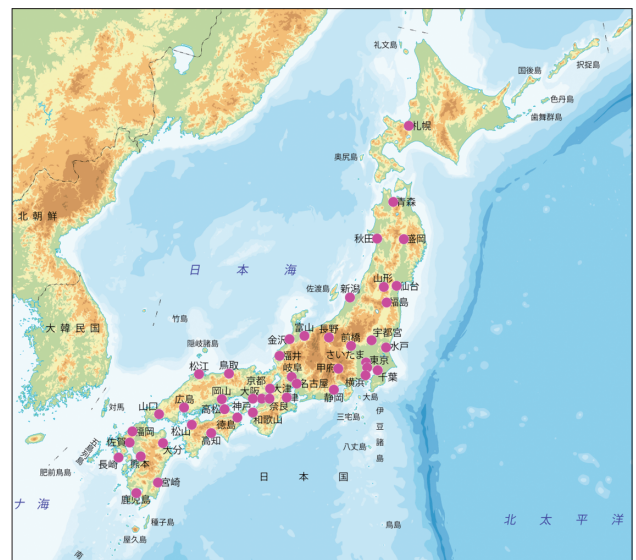 礼文島
国後島
択捉島
色丹島
歯舞群島
札幌
奥尻島
青森
北朝鮮
秋田
盛岡
日本海
山形
仙台
佐渡島
新潟
福島
竹島
大韓民国
富山
長野
宇都宮
金沢
前橋
水戸
隠岐諸島
福井
さいたま
東京
松江
鳥取
岐阜
甲府
千葉
京都
大津
名古屋
横浜
岡山
大阪
津
静岡
大島
対馬
山口
広島
高松
神戸
奈良
三宅島
伊豆諸島
徳島
和歌山
福岡
松山
高知
佐賀
大分
八丈島
五島列島
長崎
熊本
肥前鳥島
日本国
宮崎
鹿児島
ナ海
種子島
鳥島
北太平洋
屋久島
南